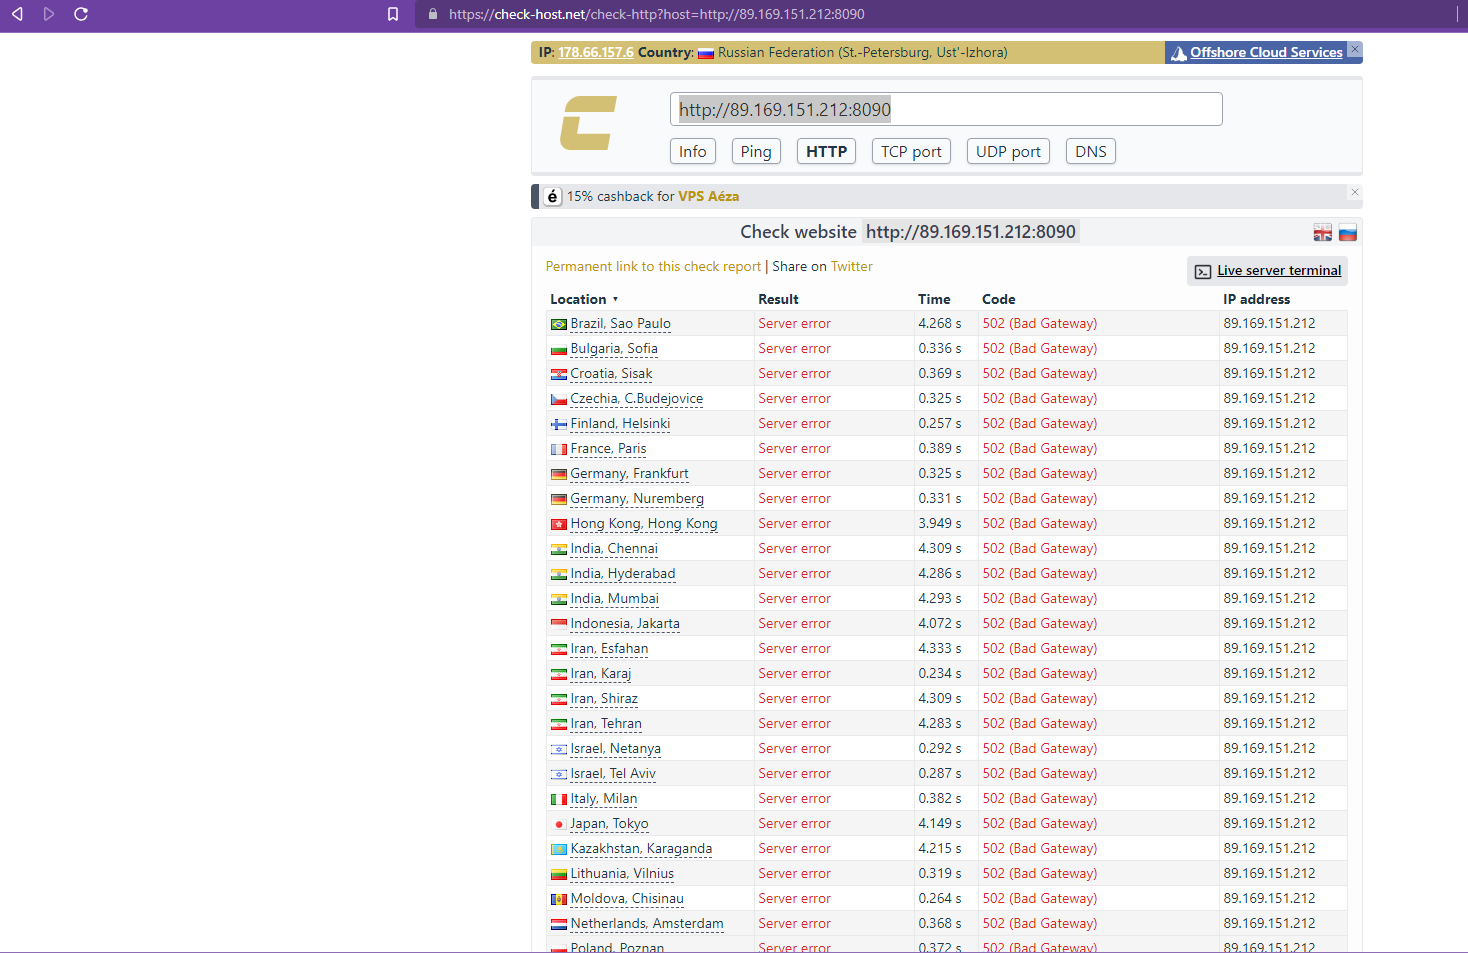 https://check-host.net/check-http?host=http://89.169.151.212:8090
IP: 178.66.157.6 Country: Russian Federation (St.-Petersburg, Ust'-Izhora)
Offshore Cloud Services
http://89.169.151.212:8090
Info Ping HTTP TCP port UDP port DNS
é 15% cashback for VPS Aéza
Check website http://89.169.151.212:8090
Permanent link to this check report | Share on Twitter
Live server terminal
Location Result Time Code IP address
Brazil, Sao Paulo Server error 4.268 s 502 (Bad Gateway) 89.169.151.212
Bulgaria, Sofia Server error 0.336 s 502 (Bad Gateway) 89.169.151.212
Croatia, Sisak Server error 0.369 s 502 (Bad Gateway) 89.169.151.212
Czechia, C.Budejovice Server error 0.325 s 502 (Bad Gateway) 89.169.151.212
Finland, Helsinki Server error 0.257 s 502 (Bad Gateway) 89.169.151.212
France, Paris Server error 0.389 s 502 (Bad Gateway) 89.169.151.212
Germany, Frankfurt Server error 0.325 s 502 (Bad Gateway) 89.169.151.212
Germany, Nuremberg Server error 0.331 s 502 (Bad Gateway) 89.169.151.212
Hong Kong, Hong Kong Server error 3.949 s 502 (Bad Gateway) 89.169.151.212
India, Chennai Server error 4.309 s 502 (Bad Gateway) 89.169.151.212
India, Hyderabad Server error 4.286 s 502 (Bad Gateway) 89.169.151.212
India, Mumbai Server error 4.293 s 502 (Bad Gateway) 89.169.151.212
Indonesia, Jakarta Server error 4.072 s 502 (Bad Gateway) 89.169.151.212
Iran, Esfahan Server error 4.333 s 502 (Bad Gateway) 89.169.151.212
Iran, Karaj Server error 0.234 s 502 (Bad Gateway) 89.169.151.212
Iran, Shiraz Server error 4.309 s 502 (Bad Gateway) 89.169.151.212
Iran, Tehran Server error 4.283 s 502 (Bad Gateway) 89.169.151.212
Israel, Netanya Server error 0.292 s 502 (Bad Gateway) 89.169.151.212
Israel, Tel Aviv Server error 0.287 s 502 (Bad Gateway) 89.169.151.212
Italy, Milan Server error 0.382 s 502 (Bad Gateway) 89.169.151.212
Japan, Tokyo Server error 4.149 s 502 (Bad Gateway) 89.169.151.212
Kazakhstan, Karaganda Server error 4.215 s 502 (Bad Gateway) 89.169.151.212
Lithuania, Vilnius Server error 0.319 s 502 (Bad Gateway) 89.169.151.212
Moldova, Chisinau Server error 0.264 s 502 (Bad Gateway) 89.169.151.212
Netherlands, Amsterdam Server error 0.368 s 502 (Bad Gateway) 89.169.151.212
Poland, Poznan Server error 0.372 s 502 (Bad Gateway) 89.169.151.212